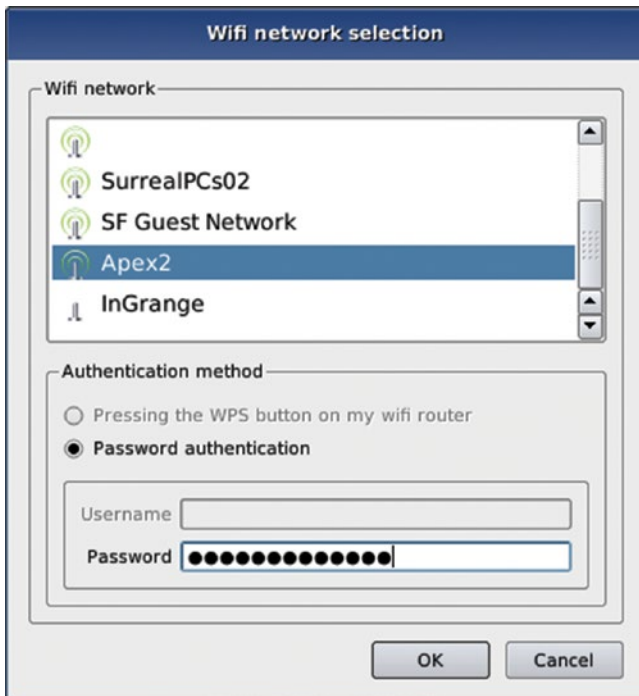 Wifi network selection
Wifi network
SurrealPCs02
SF Guest Network
Apex2
InGrange
Authentication method
Pressing the WPS button on my wifi router
Password authentication
Username
Password ●●●●●●●●●●●●●
OK Cancel